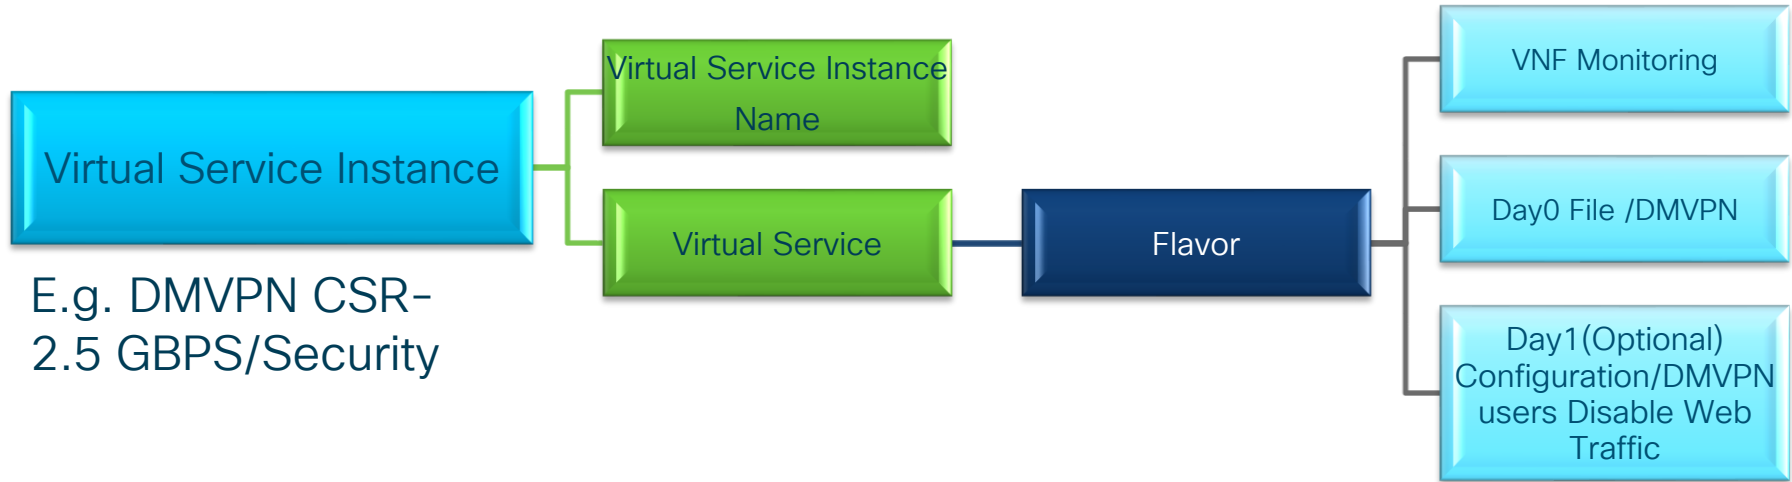 Virtual Service Instance
E.g. DMVPN CSR-
2.5 GBPS/Security
Virtual Service Instance
Name
Virtual Service
Flavor
VNF Monitoring
Day0 File /DMVPN
Day1(Optional)
Configuration/DMVPN
users Disable Web
Traffic